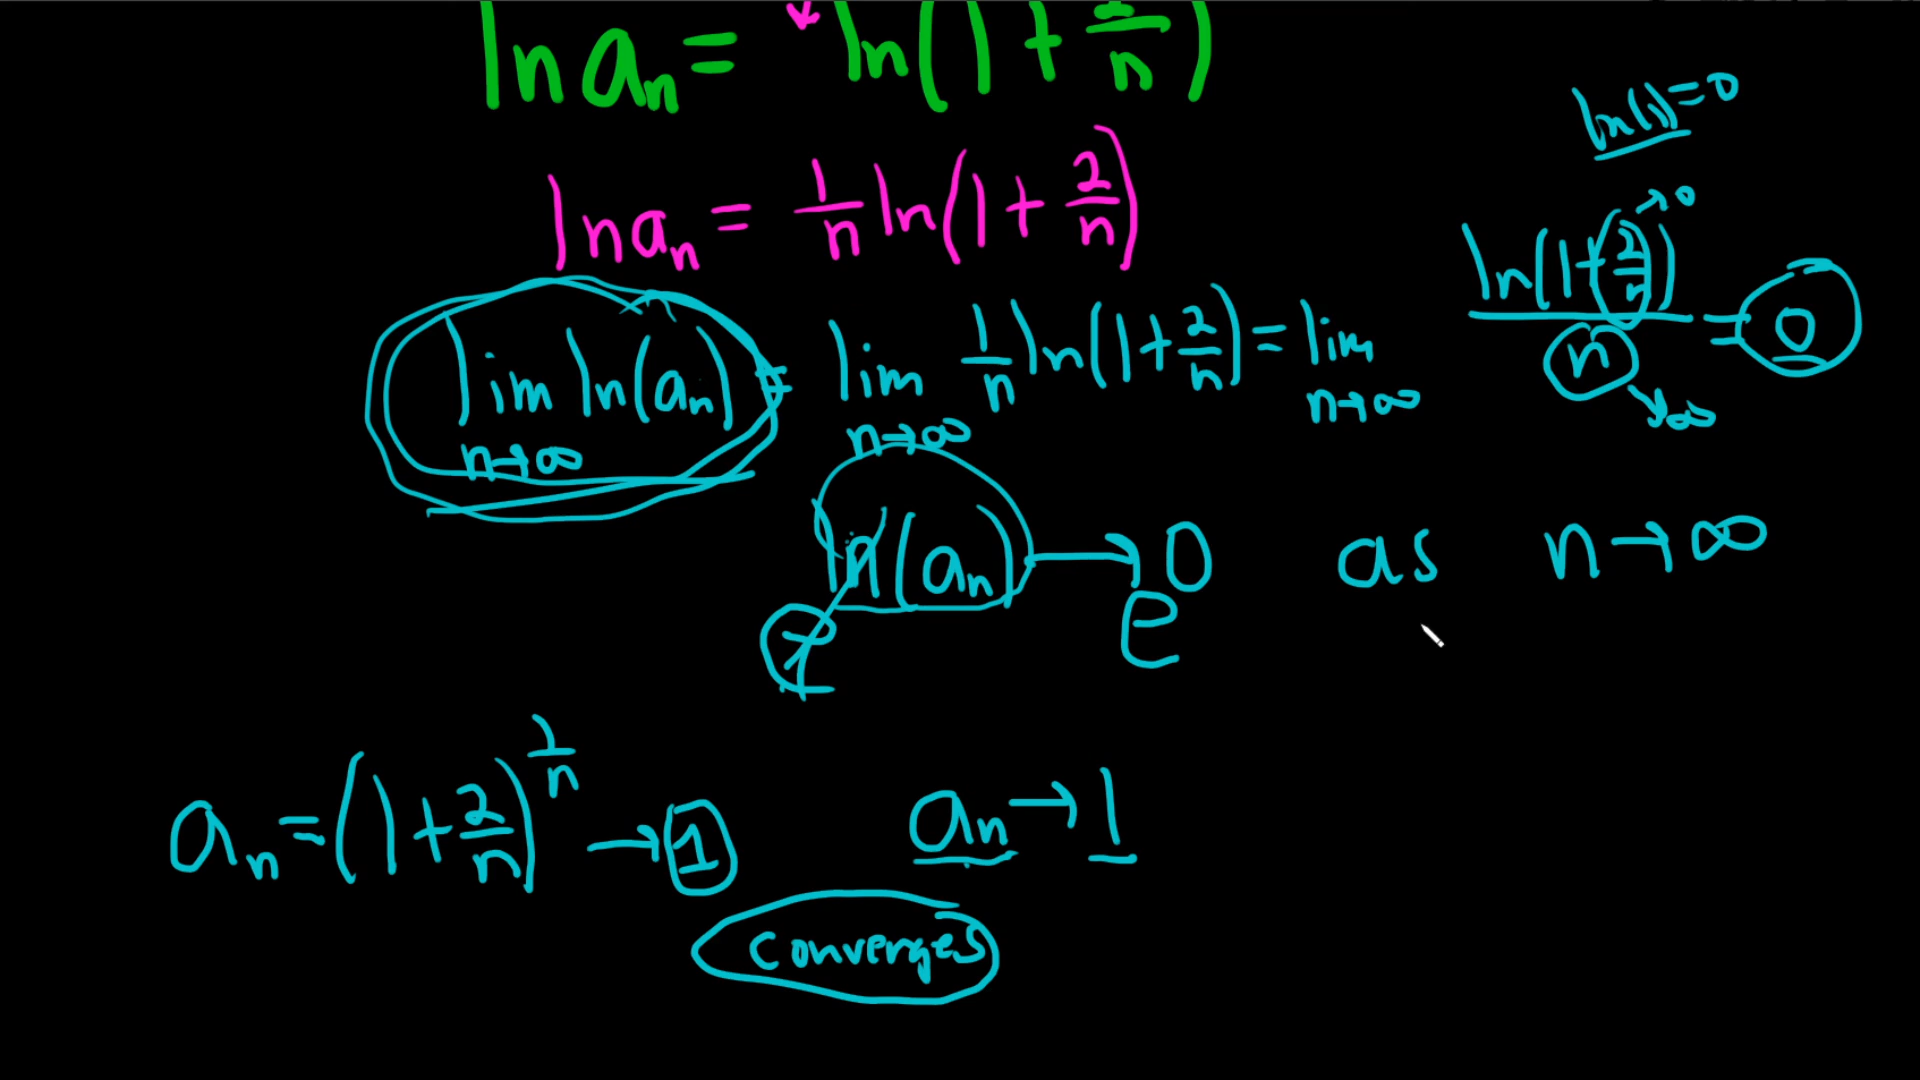 ln aₙ = ln(1 + 2/n)
ln(1) = 0
ln aₙ = 1/n ln(1 + 2/n)
lim n→∞ ln(aₙ) = lim n→∞ 1/n ln(1 + 2/n) = lim n→∞ ln(1 + 2/n)/n = 0
→0
→∞
ln(aₙ) → 0 as n→∞
e e
aₙ = (1 + 2/n)^(1/n) → 1
aₙ → 1
converges